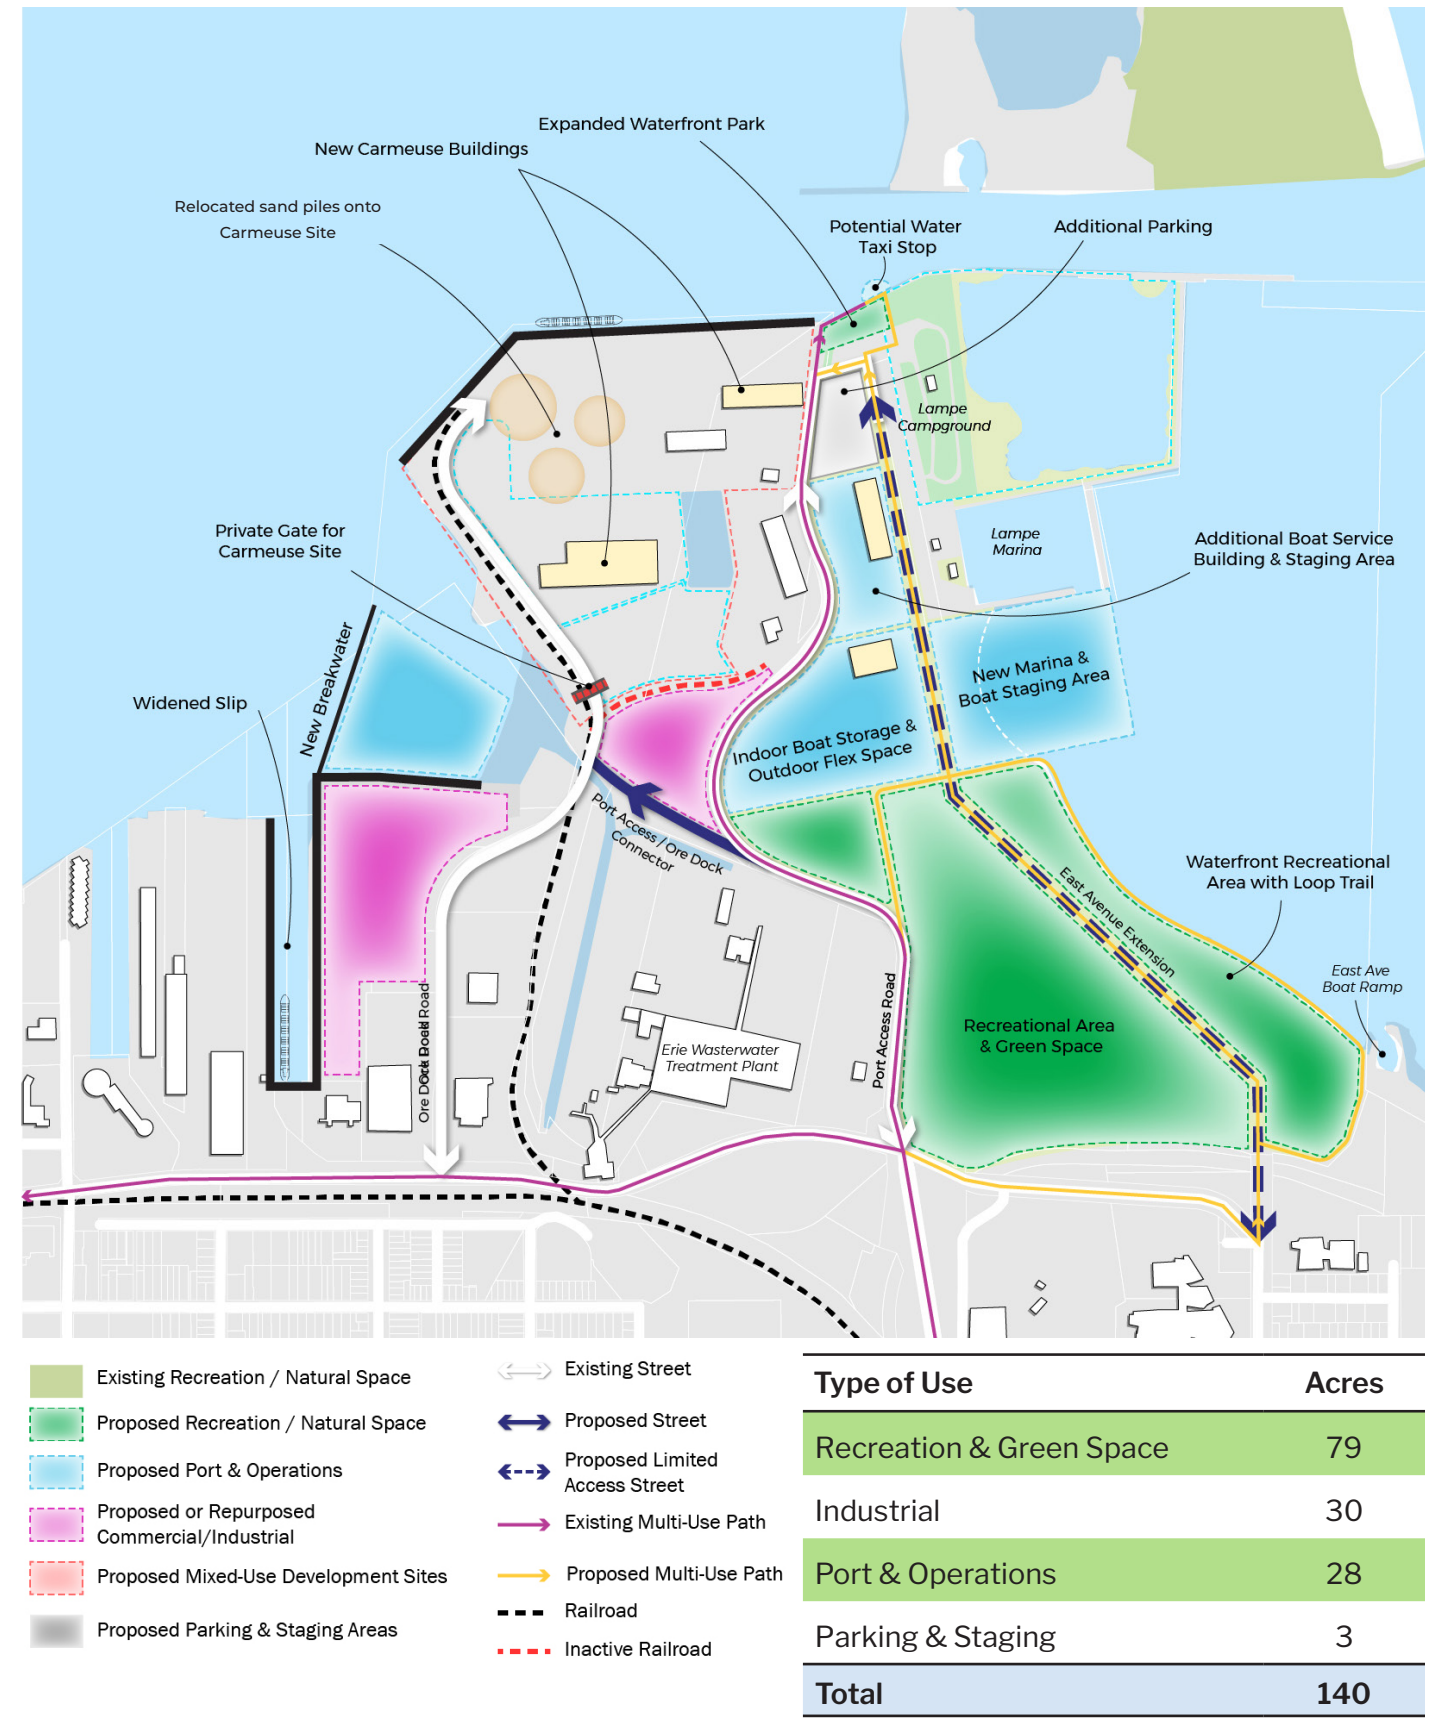 Expanded Waterfront Park
New Carmeuse Buildings
Relocated sand piles onto
Carmeuse Site
Potential Water
Taxi Stop
Additional Parking
Lampe
Campground
Private Gate for
Carmeuse Site
Lampe
Marina
Additional Boat Service
Building & Staging Area
New Breakwater
Widened Slip
New Marina &
Boat Staging Area
Indoor Boat Storage &
Outdoor Flex Space
Port Access / Ore Dock
Connector
East Avenue Extension
Waterfront Recreational
Area with Loop Trail
East Ave
Boat Ramp
Recreational Area
& Green Space
Port Access Road
Erie Wasterwater
Treatment Plant
Ore Dock Road
Existing Recreation / Natural Space
Proposed Recreation / Natural Space
Proposed Port & Operations
Proposed or Repurposed
Commercial/Industrial
Proposed Mixed-Use Development Sites
Proposed Parking & Staging Areas
Existing Street
Proposed Street
Proposed Limited
Access Street
Existing Multi-Use Path
Proposed Multi-Use Path
Railroad
Inactive Railroad
Type of Use Acres
Recreation & Green Space 79
Industrial 30
Port & Operations 28
Parking & Staging 3
Total 140